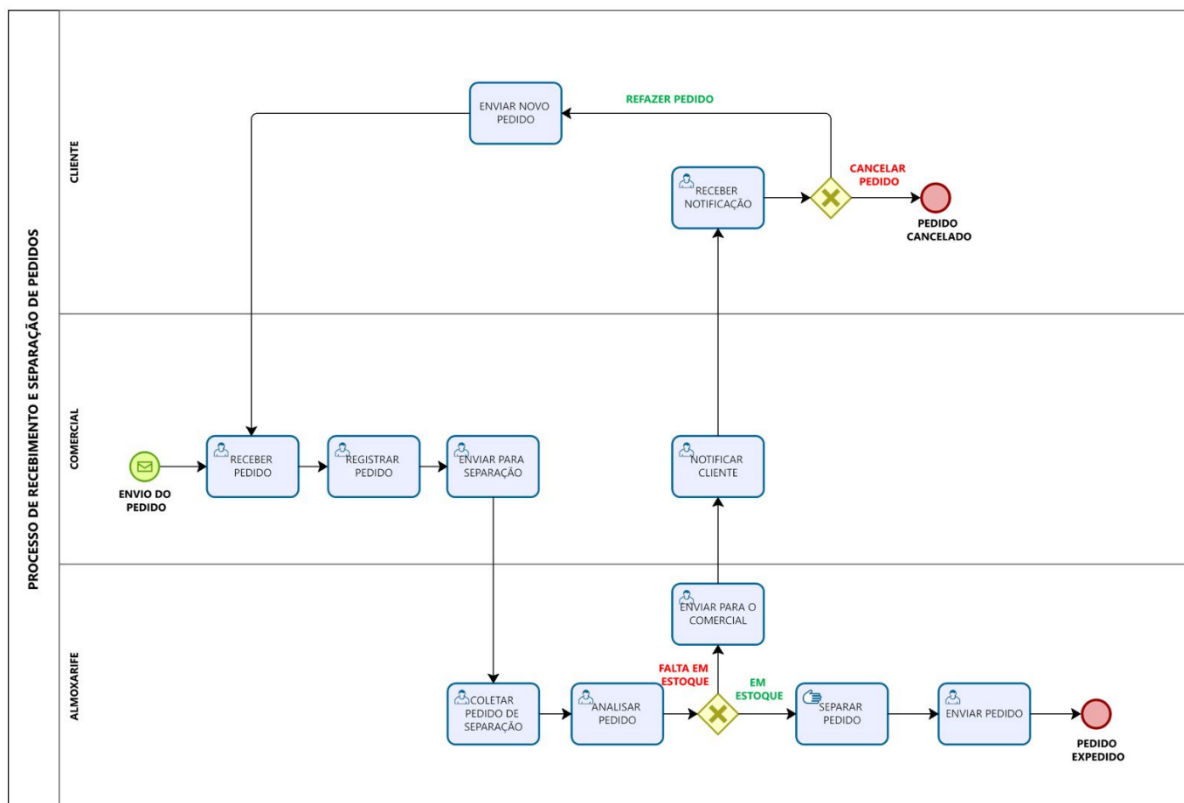 PROCESSO DE RECEBIMENTO E SEPARAÇÃO DE PEDIDOS
CLIENTE
ENVIAR NOVO
PEDIDO
REFAZER PEDIDO
RECEBER
NOTIFICAÇÃO
CANCELAR
PEDIDO
PEDIDO
CANCELADO
COMERCIAL
ENVIO DO
PEDIDO
RECEBER
PEDIDO
REGISTRAR
PEDIDO
ENVIAR PARA
SEPARAÇÃO
NOTIFICAR
CLIENTE
ALMOXARIFE
ENVIAR PARA O
COMERCIAL
COLETAR
PEDIDO DE
SEPARAÇÃO
ANALISAR
PEDIDO
FALTA EM
ESTOQUE
EM
ESTOQUE
SEPARAR
PEDIDO
ENVIAR PEDIDO
PEDIDO
EXPEDIDO